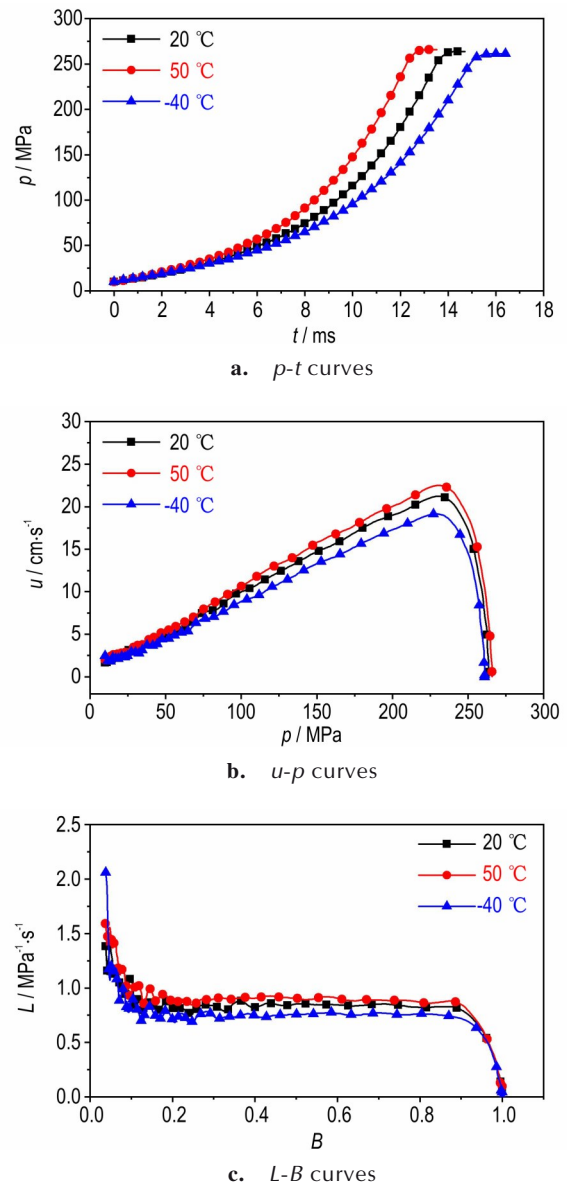 300
250
200
150
100
50
0
p / MPa
20 ℃
50 ℃
-40 ℃
0 2 4 6 8 10 12 14 16 18
t / ms
a. p-t curves
30
25
20
15
10
5
0
u / cm·s⁻¹
20 ℃
50 ℃
-40 ℃
0 50 100 150 200 250 300
p / MPa
b. u-p curves
2.5
2.0
1.5
1.0
0.5
0.0
L / MPa⁻¹·s⁻¹
20 ℃
50 ℃
-40 ℃
0.0 0.2 0.4 0.6 0.8 1.0
B
c. L-B curves